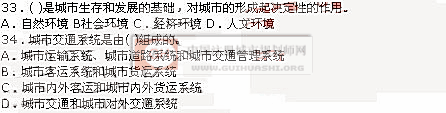 33．( )是城市生存和发展的基础，对城市的形成起决定性的作用．
A．自然环境 B社会环境 C．经济环境 D．人文环境
34．城市交通系统是由()组成的．
A．城市运输系统、城市道路系统和城市交通管理系统
B．城市客运系统和城市货运系统
C．城市内外客运和城市内外货运系统
D．城市交通和城市对外交通系统
WWW.GUIHUASHI.COM